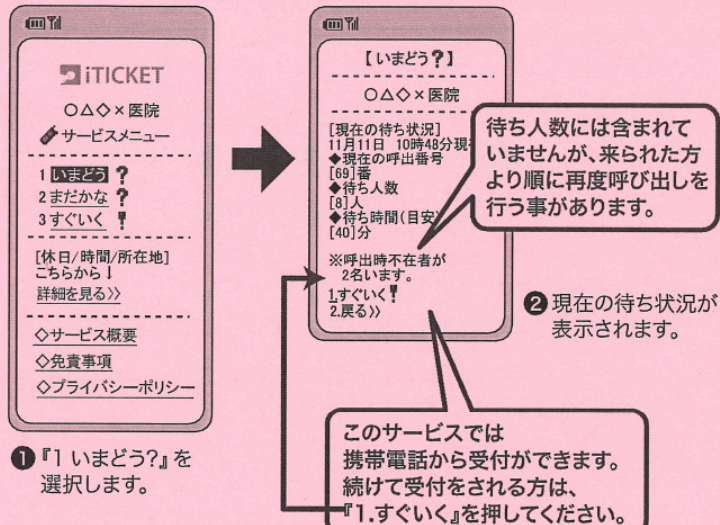 iTICKET
○△◇×医院
サービスメニュー
1 いまどう?
2 まだかな?
3 すぐいく!
[休日/時間/所在地]
こちらから↓
詳細を見る》
◇サービス概要
◇免責事項
◇プライバシーポリシー
❶『1 いまどう?』を
選択します。
【いまどう?】
○△◇×医院
[現在の待ち状況]
11月11日 10時48分現
◆現在の呼出番号
[69]番
◆待ち人数
[8]人
◆待ち時間(目安)
[40]分
※呼出時不在者が
2名います。
1.すぐいく!
2.戻る》
待ち人数には含まれて
いませんが、来られた方
より順に再度呼び出しを
行う事があります。
❷現在の待ち状況が
表示されます。
このサービスでは
携帯電話から受付ができます。
続けて受付をされる方は、
『1.すぐいく』を押してください。